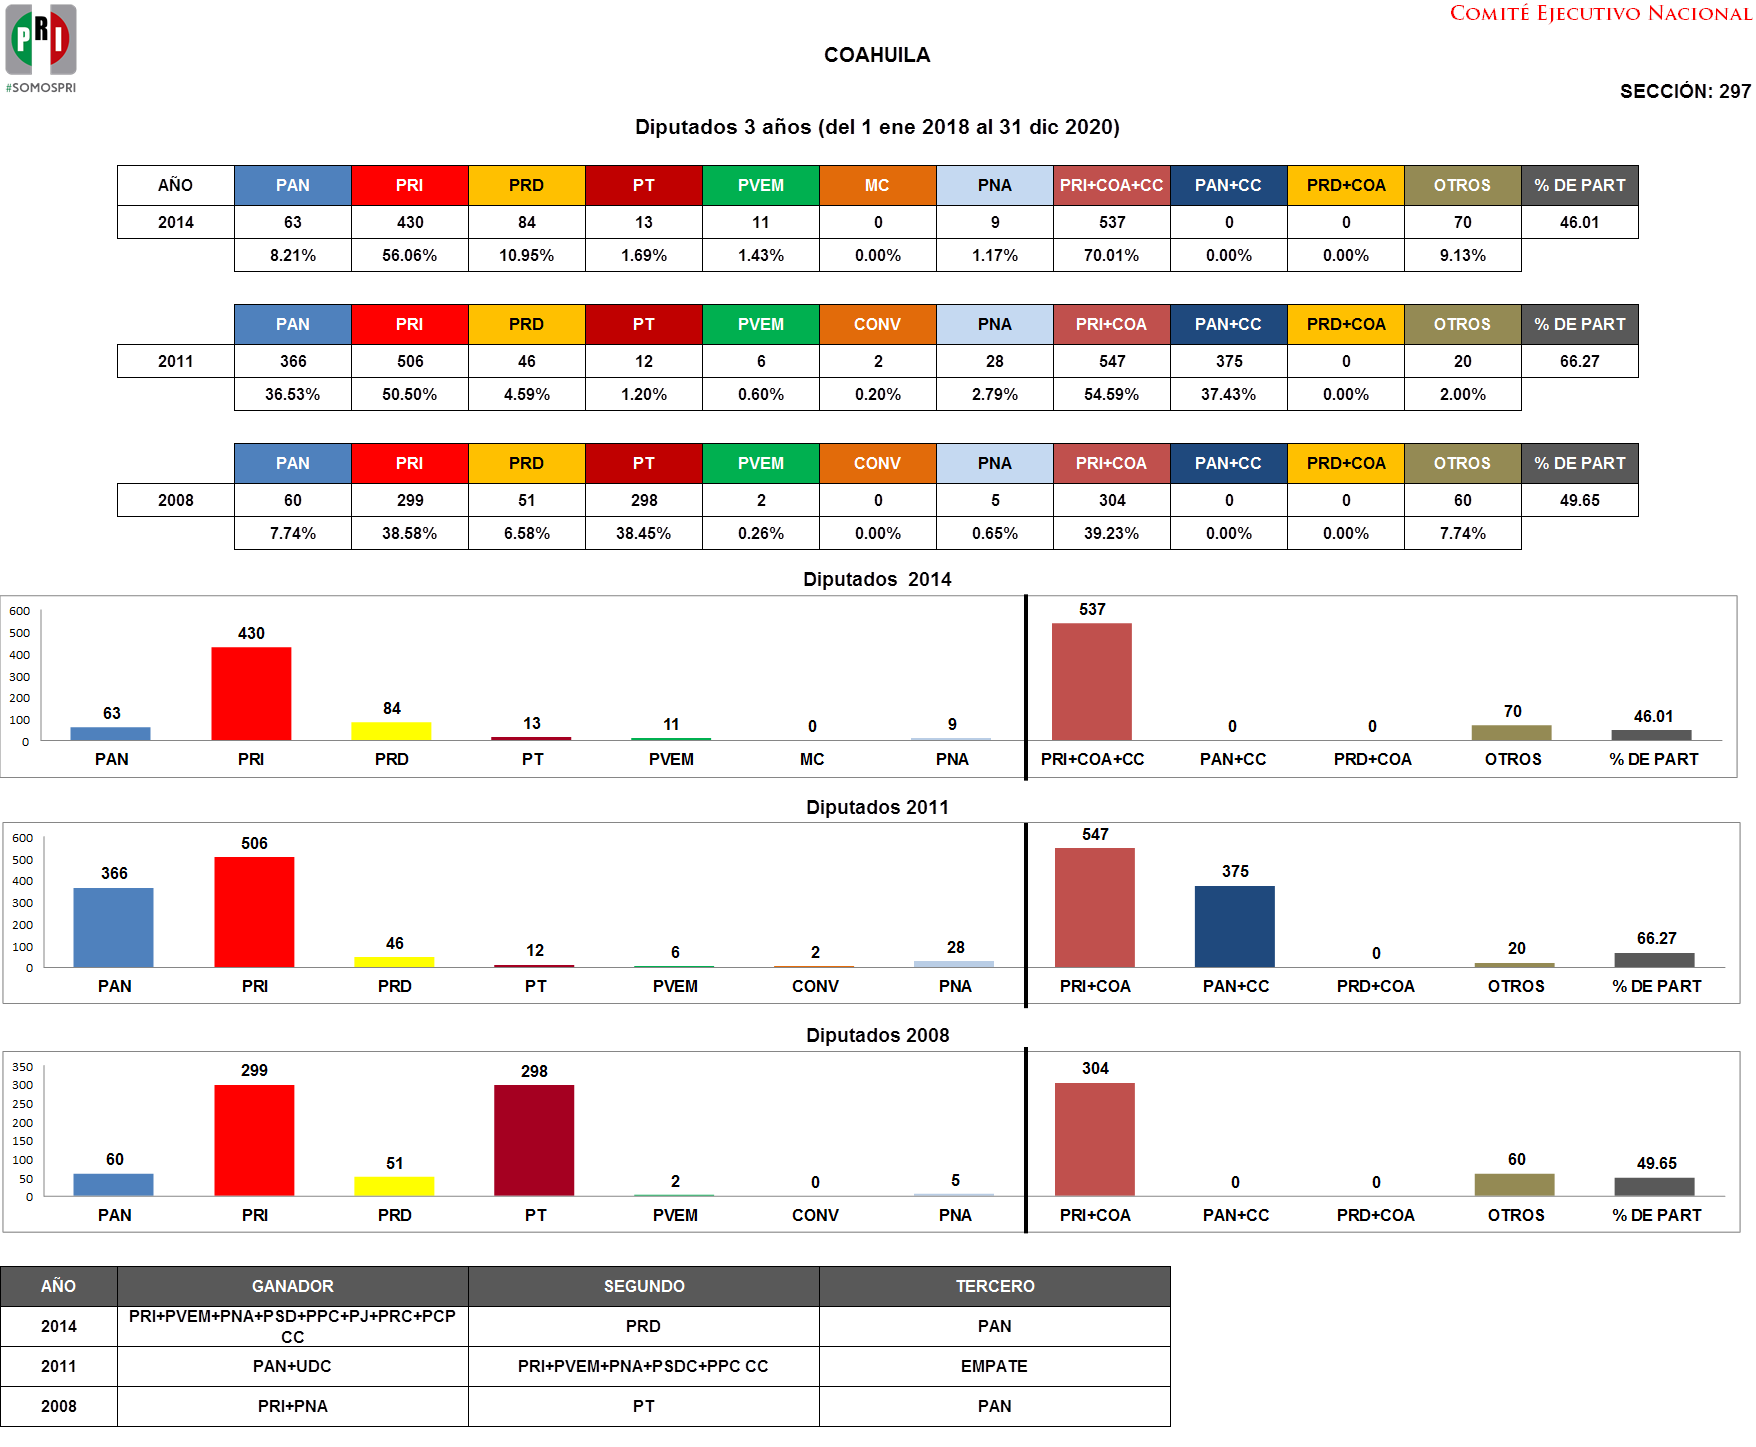 PRI
#SOMOSPRI
COMITÉ EJECUTIVO NACIONAL
COAHUILA
SECCIÓN: 297
Diputados 3 años (del 1 ene 2018 al 31 dic 2020)
AÑO PAN PRI PRD PT PVEM MC PNA PRI+COA+CC PAN+CC PRD+COA OTROS % DE PART
2014 63 430 84 13 11 0 9 537 0 0 70 46.01
8.21% 56.06% 10.95% 1.69% 1.43% 0.00% 1.17% 70.01% 0.00% 0.00% 9.13%
PAN PRI PRD PT PVEM CONV PNA PRI+COA PAN+CC PRD+COA OTROS % DE PART
2011 366 506 46 12 6 2 28 547 375 0 20 66.27
36.53% 50.50% 4.59% 1.20% 0.60% 0.20% 2.79% 54.59% 37.43% 0.00% 2.00%
PAN PRI PRD PT PVEM CONV PNA PRI+COA PAN+CC PRD+COA OTROS % DE PART
2008 60 299 51 298 2 0 5 304 0 0 60 49.65
7.74% 38.58% 6.58% 38.45% 0.26% 0.00% 0.65% 39.23% 0.00% 0.00% 7.74%
Diputados 2014
600
500
400
300
200
100
0
63 430 84 13 11 0 9 537 0 0 70 46.01
PAN PRI PRD PT PVEM MC PNA PRI+COA+CC PAN+CC PRD+COA OTROS % DE PART
Diputados 2011
600
500
400
300
200
100
0
366 506 46 12 6 2 28 547 375 0 20 66.27
PAN PRI PRD PT PVEM CONV PNA PRI+COA PAN+CC PRD+COA OTROS % DE PART
Diputados 2008
350
300
250
200
150
100
50
0
60 299 51 298 2 0 5 304 0 0 60 49.65
PAN PRI PRD PT PVEM CONV PNA PRI+COA PAN+CC PRD+COA OTROS % DE PART
AÑO GANADOR SEGUNDO TERCERO
2014 PRI+PVEM+PNA+PSD+PPC+PJ+PRC+PCP CC PRD PAN
2011 PAN+UDC PRI+PVEM+PNA+PSDC+PPC CC EMPATE
2008 PRI+PNA PT PAN